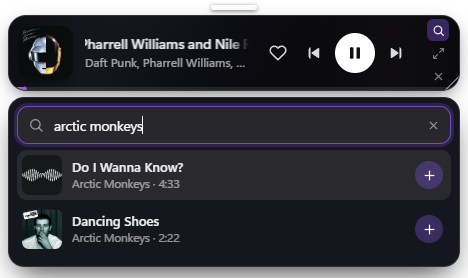 Pharrell Williams and Nile
Daft Punk, Pharrell Williams, ...
arctic monkeys
Do I Wanna Know?
Arctic Monkeys · 4:33
Dancing Shoes
Arctic Monkeys · 2:22